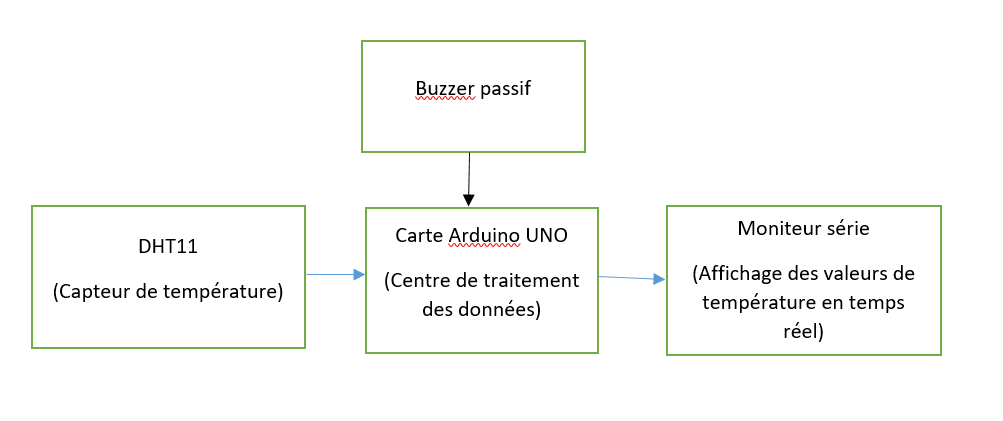 Buzzer passif
DHT11
(Capteur de température)
Carte Arduino UNO
(Centre de traitement
des données)
Moniteur série
(Affichage des valeurs de
température en temps
réel)